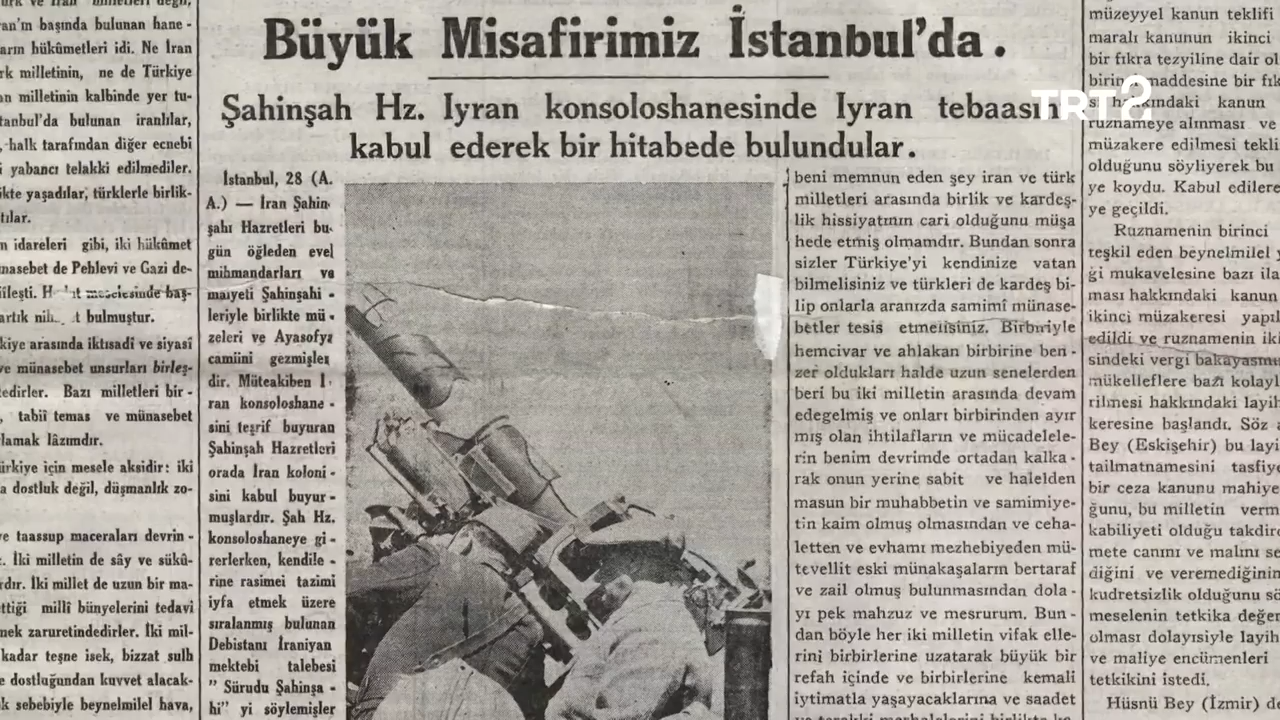 Büyük Misafirimiz İstanbul'da.
Şahinşah Hz. Iyran konsoloshanesinde Iyran tebaasını
kabul ederek bir hitabede bulundular.
TRT2
an'ın başında bulunan hane-
arın hükûmetleri idi. Ne İran
rk milletinin, ne de Türkiye
an milletinin kalbinde yer tu-
tanbul'da bulunan iranlılar,
halk tarafından diğer ecnebi
i yabancı telakki edilmediler.
ikte yaşadılar, türklerle birlik-
tılar.
n idareleri gibi, iki hükûmet
nasebet de Pehlevi ve Gazi de-
artık bulmuştur.
kiye arasında iktısadî ve siyasî
ve münasebet unsurları birleş-
edirler. Bazı milletleri bir-
, tabiî temas ve münasebet
lamak lâzımdır.
ürkiye için mesele aksidir: iki
a dostluk değil, düşmanlık zo-
ve taassup maceraları devrin-
. İki milletin de sây ve sükû-
rdır. İki millet de uzun bir ma-
ettiği millî bünyelerini tedavi
mek zaruretindedirler. İki mil-
kadar teşne isek, bizzat sulh
e dostluğundan kuvvet alacak-
k sebebiyle beynelmilel hava,
İstanbul, 28 (A.
A.) — İran Şahin-
şahı Hazretleri bu-
gün öğleden evel
mihmandarları ve
maiyeti Şahinşahi-
leriyle birlikte mü-
zeleri ve Ayasofya
camiini gezmişler
dir. Müteakiben İ-
ran konsoloshane-
sini teşrif buyuran
Şahinşah Hazretleri
orada İran koloni-
sini kabul buyur-
muşlardır. Şah Hz.
konsoloshaneye gi-
rerlerken, kendile-
rine rasimei tazimi
iyfa etmek üzere
sıralanmış bulunan
Debistanı İraniyan
mektebi talebesi
" Sürudu Şahinşa-
hi" yi söylemişler
beni memnun eden şey iran ve türk
milletleri arasında birlik ve kardeş-
lik hissiyatının cari olduğunu müşa
hede etmiş olmamdır. Bundan sonra
sizler Türkiye'yi kendinize vatan
bilmelisiniz ve türkleri de kardeş bi-
lip onlarla aranızda samimî münase-
betler tesis etmelisiniz. Birbiriyle
hemcivar ve ahlakan birbirine ben-
zer oldukları halde uzun senelerden
beri bu iki milletin arasında devam
edegelmiş ve onları birbirinden ayır
mış olan ihtilafların ve mücadelele-
rin benim devrimde ortadan kalka-
rak onun yerine sabit ve halelden
masun bir muhabbetin ve samimiye-
tin kaim olmuş olmasından ve ceha-
letten ve evhamı mezhebiyeden mü-
tevellit eski münakaşaların bertaraf
ve zail olmuş bulunmasından dola-
yı pek mahzuz ve mesrurum. Bun-
dan böyle her iki milletin vifak elle-
rini birbirlerine uzatarak büyük bir
refah içinde ve birbirlerine kemali
iytimatla yaşayacaklarına ve saadet
müzeyyel kanun teklifi
maralı kanunun ikinci
bir fıkra tezyiline dair ol
birin maddesine bir fık
hakkındaki kanun
ruznameye alınması ve
müzakere edilmesi tekli
olduğunu söyliyerek bu
ye koydu. Kabul edilere
ye geçildi.
Ruznamenin birinci
teşkil eden beynelmilel y
ği mukavelesine bazı ila
ması hakkındaki kanun
ikinci müzakeresi yapıl
edildi ve ruznamenin iki
sindeki vergi bakayasını
mükelleflere bazı kolayl
rilmesi hakkındaki layih
keresine başlandı. Söz a
Bey (Eskişehir) bu layi
tailmatnamesini tasfiye
bir ceza kanunu mahiye
ğunu, bu milletin verm
kabiliyeti olduğu takdird
mete canını ve malını se
diğini ve veremediğinin
kudretsizlik olduğunu sö
meselenin tetkika değer
olması dolayısiyle layih
ve maliye encümenleri
tetkikini istedi.
Hüsnü Bey (İzmir) d